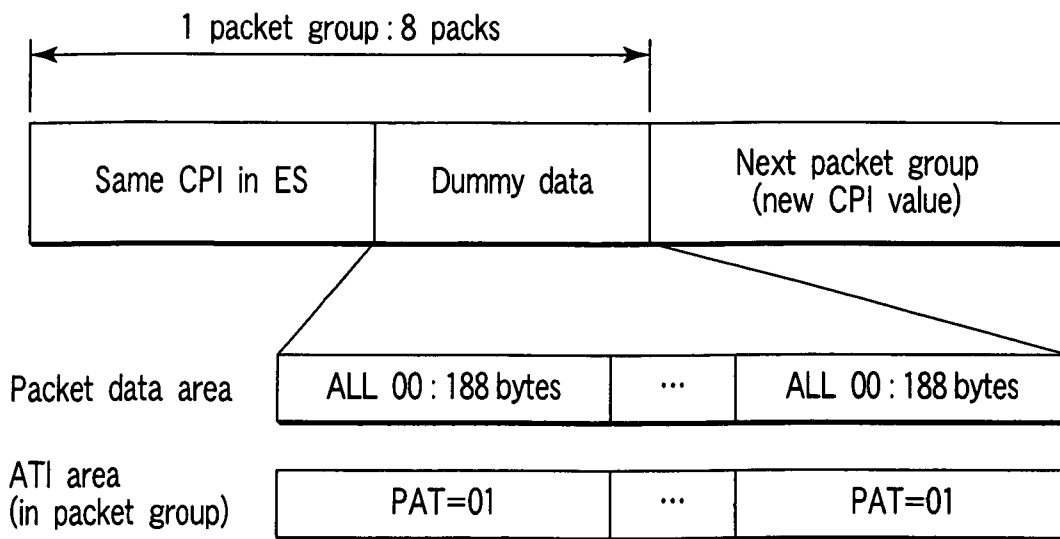 1 packet group : 8 packs
Same CPI in ES
Dummy data
Next packet group
(new CPI value)
Packet data area
ALL 00 : 188 bytes
...
ALL 00 : 188 bytes
ATI area
(in packet group)
PAT=01
...
PAT=01